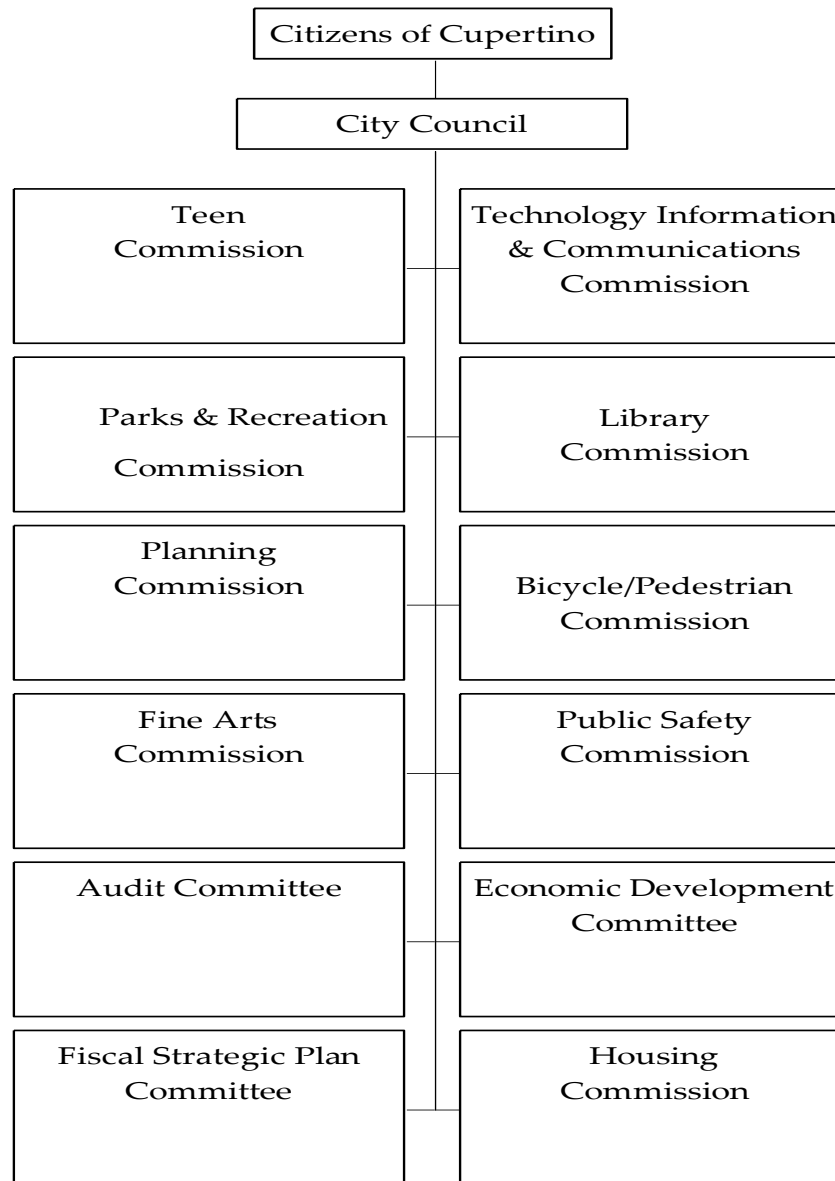 Citizens of Cupertino
City Council
Teen
Commission
Technology Information
& Communications
Commission
Parks & Recreation
Commission
Library
Commission
Planning
Commission
Bicycle/Pedestrian
Commission
Fine Arts
Commission
Public Safety
Commission
Audit Committee
Economic Development
Committee
Fiscal Strategic Plan
Committee
Housing
Commission